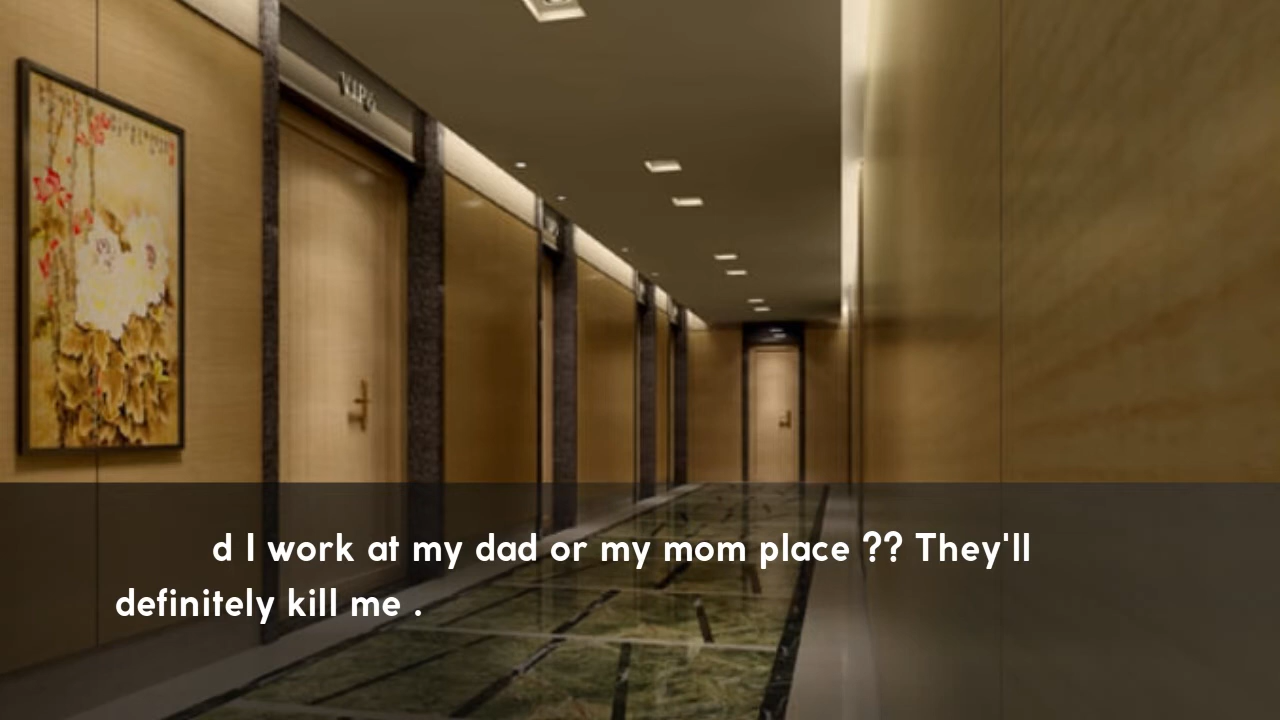 V.I.P
d I work at my dad or my mom place ?? They'll
definitely kill me .